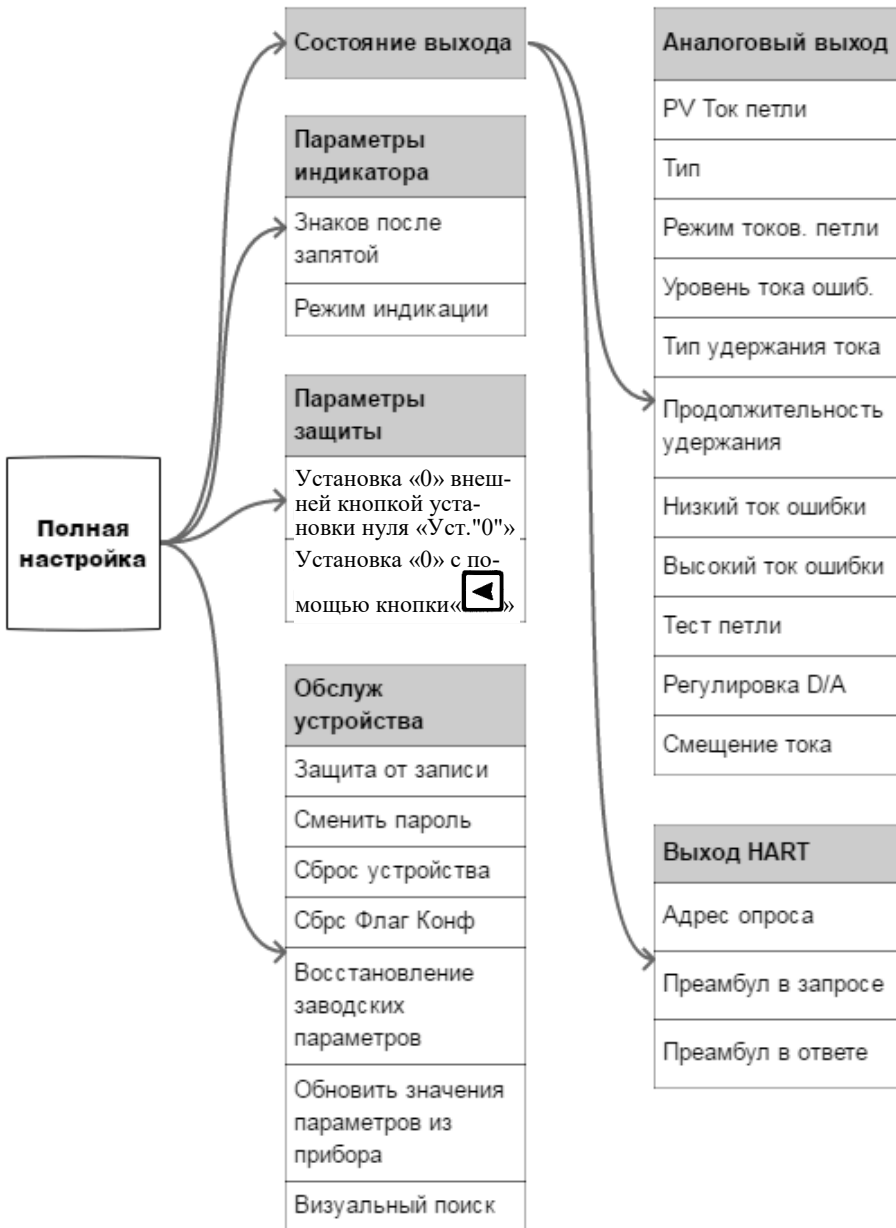 Полная
настройка
Состояние выхода
Параметры
индикатора
Знаков после
запятой
Режим индикации
Параметры
защиты
Установка «0» внеш-
ней кнопкой уста-
новки нуля «Уст."0"»
Установка «0» с по-
мощью кнопки« »
Обслуж
устройства
Защита от записи
Сменить пароль
Сброс устройства
Сбрс Флаг Конф
Восстановление
заводских
параметров
Обновить значения
параметров из
прибора
Визуальный поиск
Аналоговый выход
PV Ток петли
Тип
Режим токов. петли
Уровень тока ошиб.
Тип удержания тока
Продолжительность
удержания
Низкий ток ошибки
Высокий ток ошибки
Тест петли
Регулировка D/A
Смещение тока
Выход HART
Адрес опроса
Преамбул в запросе
Преамбул в ответе